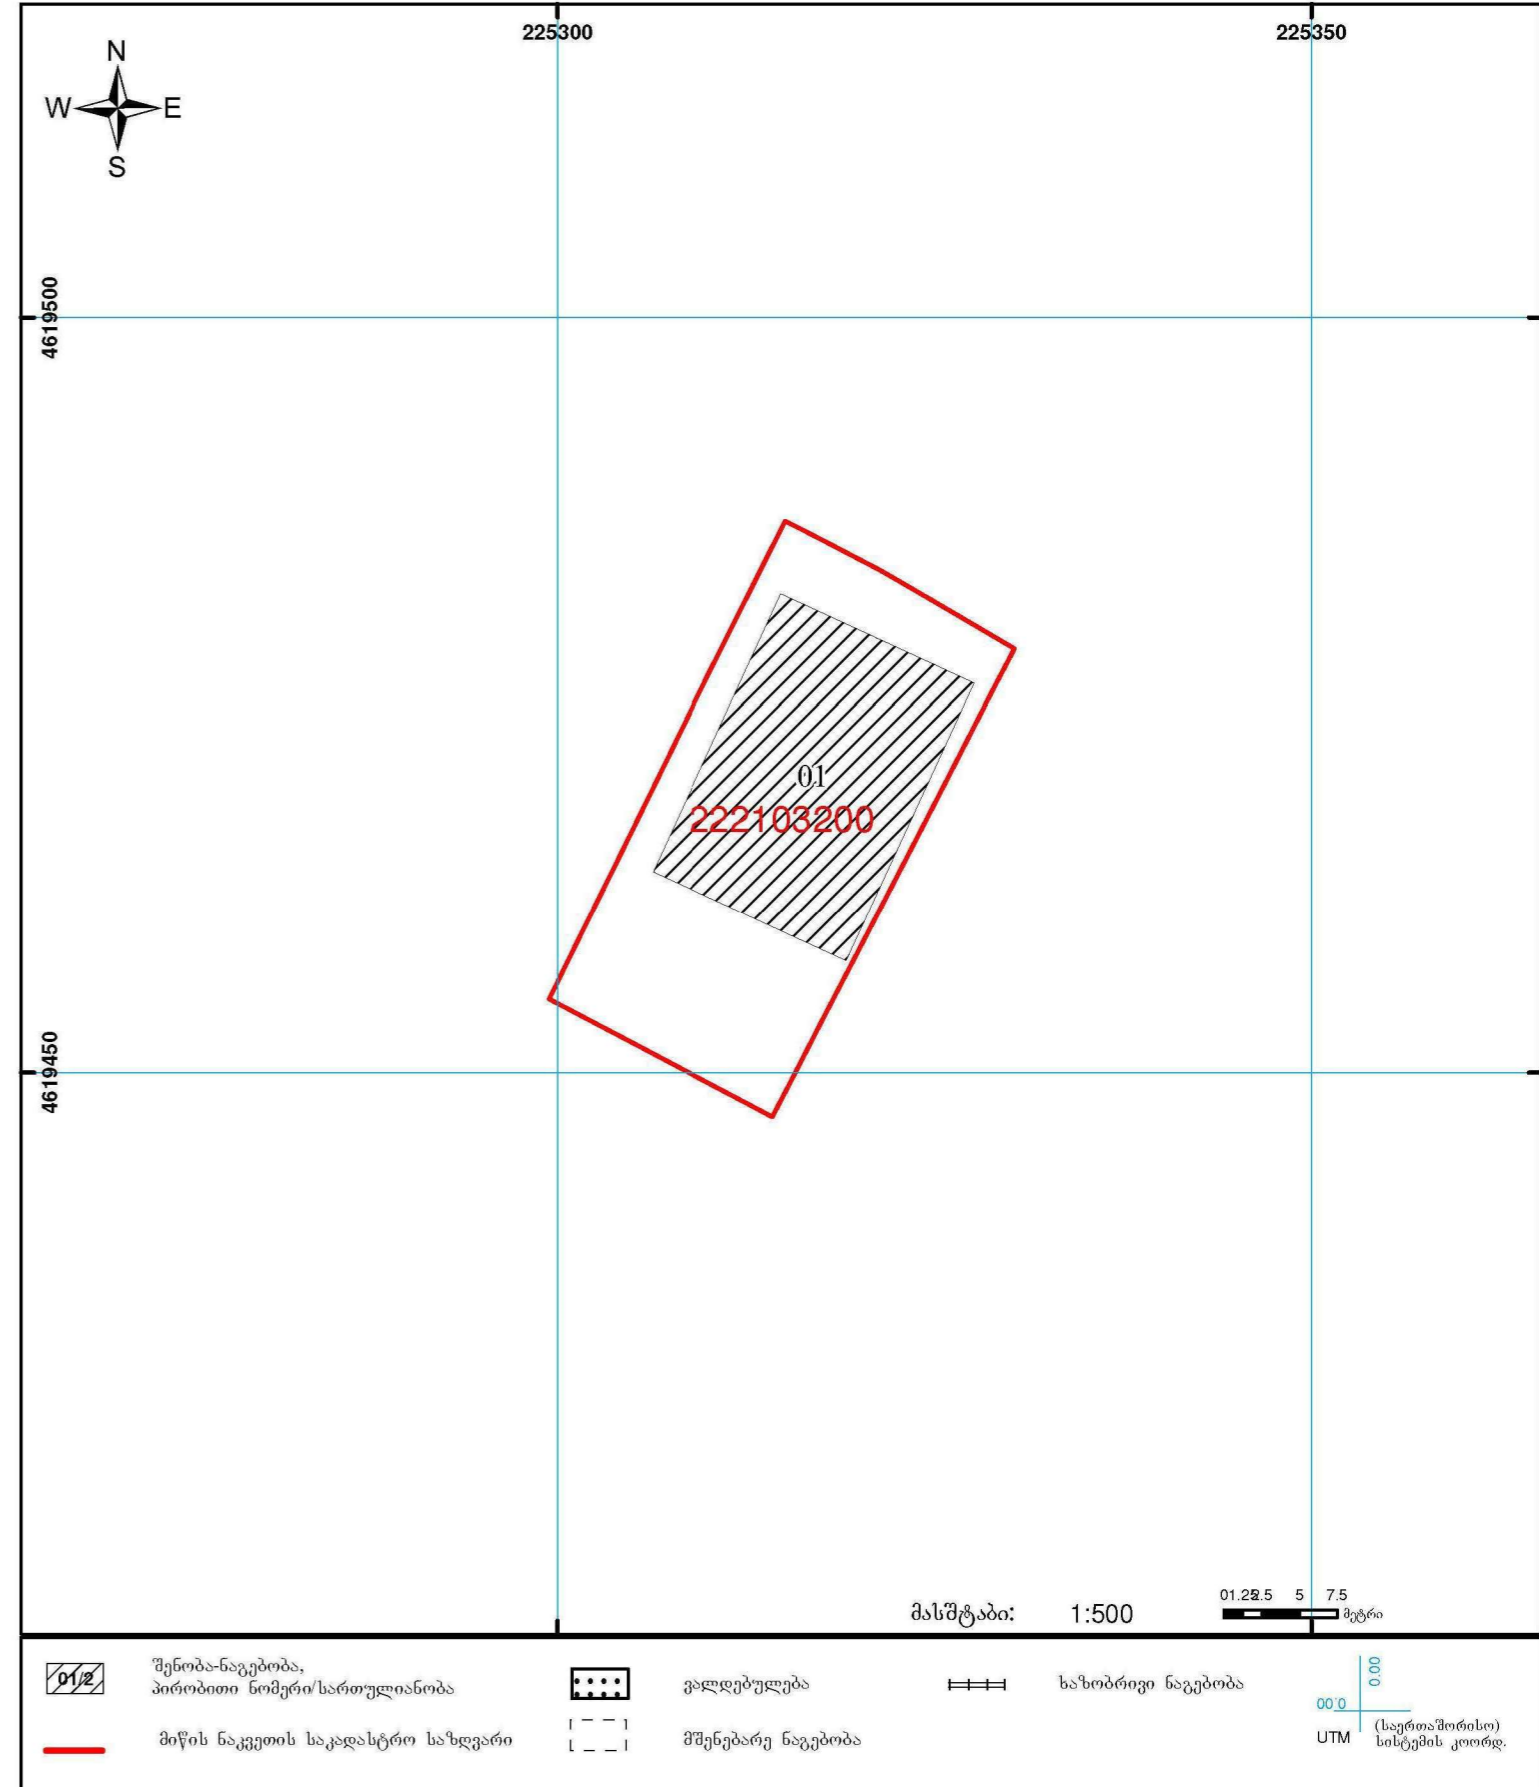 225300
225350
N
W
E
S
4619500
4619450
01
222103200
მასშტაბი:
1:500
01.252.5 5 7.5
მეტრი
01/2
შენობა-ნაგებობა,
პირობითი ნომერი/სართულიანობა
ვალდებულება
ხაზობრივი ნაგებობა
0.00
00.0
მიწის ნაკვეთის საკადასტრო საზღვარი
მშენებარე ნაგებობა
UTM
(საერთაშორისო)
სისტემის კოორდ.